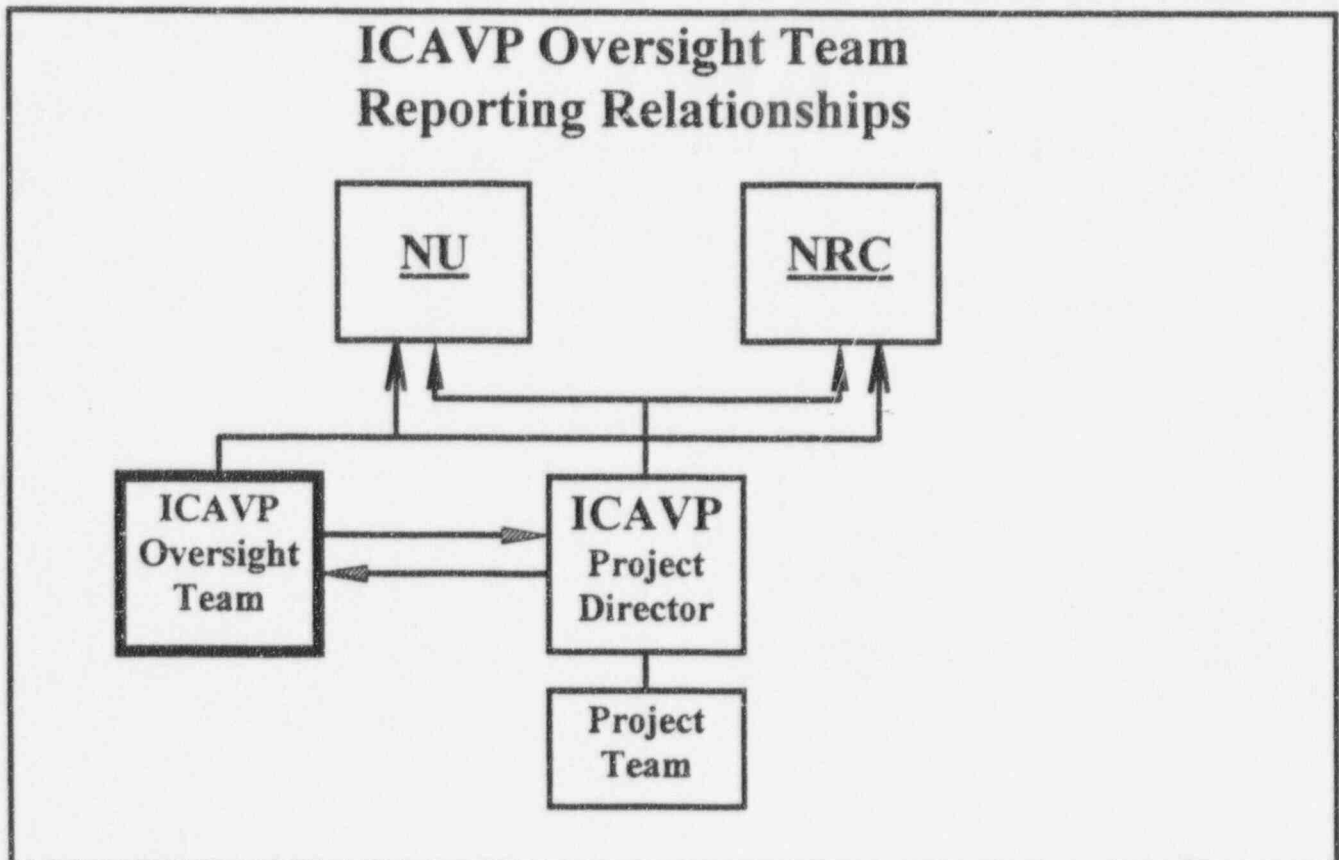 ICAVP Oversight Team
Reporting Relationships
NU
NRC
ICAVP
Oversight
Team
ICAVP
Project
Director
Project
Team